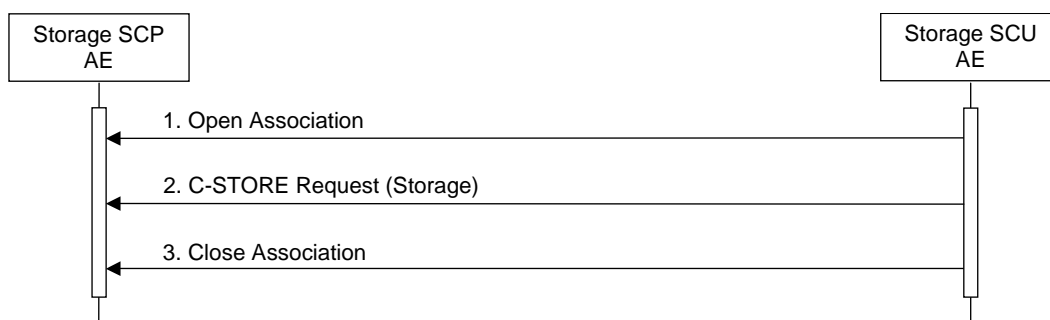 Storage SCP
AE
Storage SCU
AE
1. Open Association
2. C-STORE Request (Storage)
3. Close Association